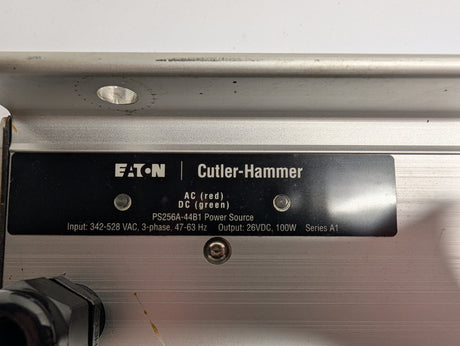 EATON | Cutler-Hammer
AC (red)
DC (green)
PS256A-44B1 Power Source
Input: 342-528 VAC, 3-phase, 47-63 Hz Output: 26VDC, 100W Series A1